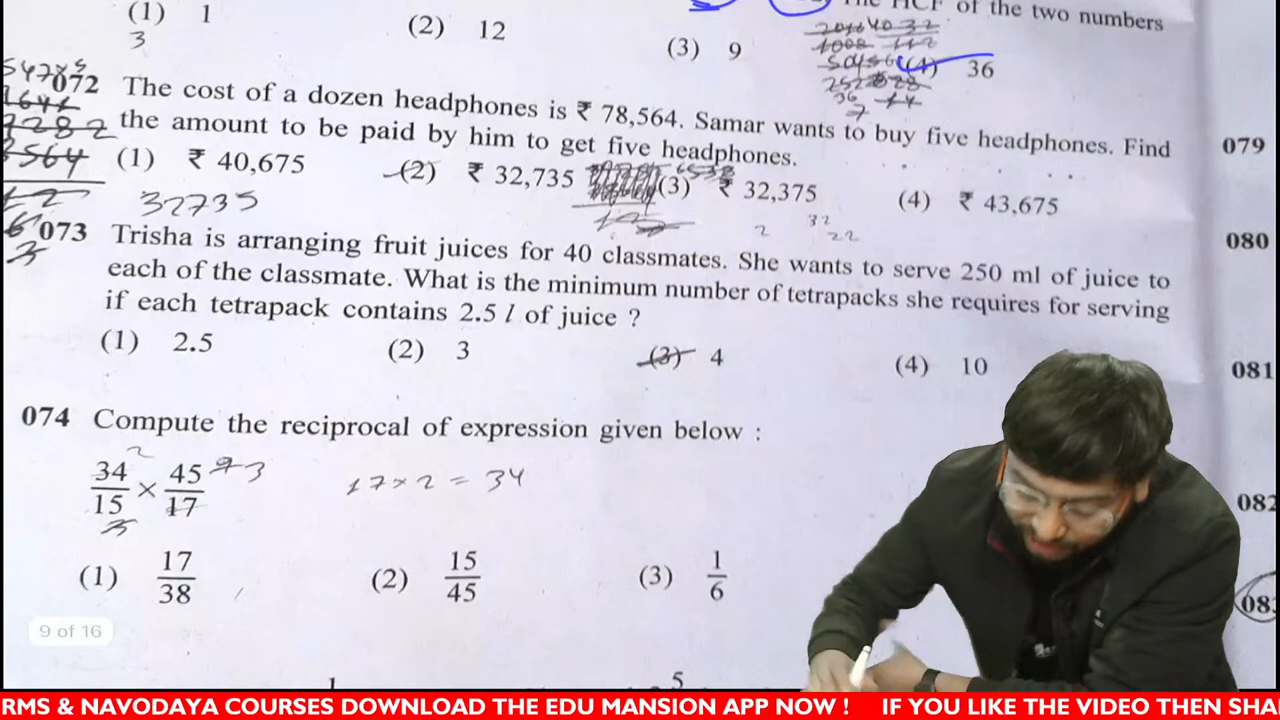 The HCF of the two numbers
(1) 1 (2) 12 (3) 9 (4) 36
3
072 The cost of a dozen headphones is ₹ 78,564. Samar wants to buy five headphones. Find
the amount to be paid by him to get five headphones.
(1) ₹ 40,675 (2) ₹ 32,735 (3) ₹ 32,375 (4) ₹ 43,675
32735
073 Trisha is arranging fruit juices for 40 classmates. She wants to serve 250 ml of juice to
each of the classmate. What is the minimum number of tetrapacks she requires for serving
if each tetrapack contains 2.5 l of juice ?
(1) 2.5 (2) 3 (3) 4 (4) 10
074 Compute the reciprocal of expression given below :
34/15 × 45/17 17×2 = 34
(1) 17/38 (2) 15/45 (3) 1/6
079
080
081
9 of 16
1 5
RMS & NAVODAYA COURSES DOWNLOAD THE EDU MANSION APP NOW ! IF YOU LIKE THE VIDEO THEN SHA